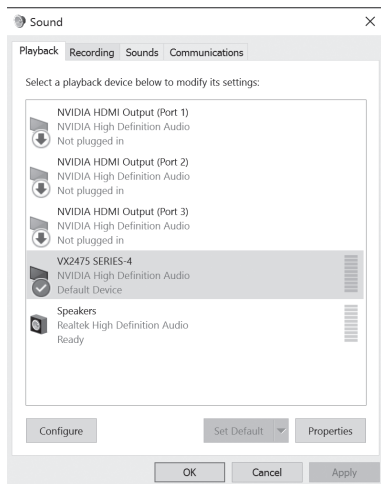 Sound
Playback Recording Sounds Communications
Select a playback device below to modify its settings:
NVIDIA HDMI Output (Port 1)
NVIDIA High Definition Audio
Not plugged in
NVIDIA HDMI Output (Port 2)
NVIDIA High Definition Audio
Not plugged in
NVIDIA HDMI Output (Port 3)
NVIDIA High Definition Audio
Not plugged in
VX2475 SERIES-4
NVIDIA High Definition Audio
Default Device
Speakers
Realtek High Definition Audio
Ready
Configure Set Default Properties
OK Cancel Apply